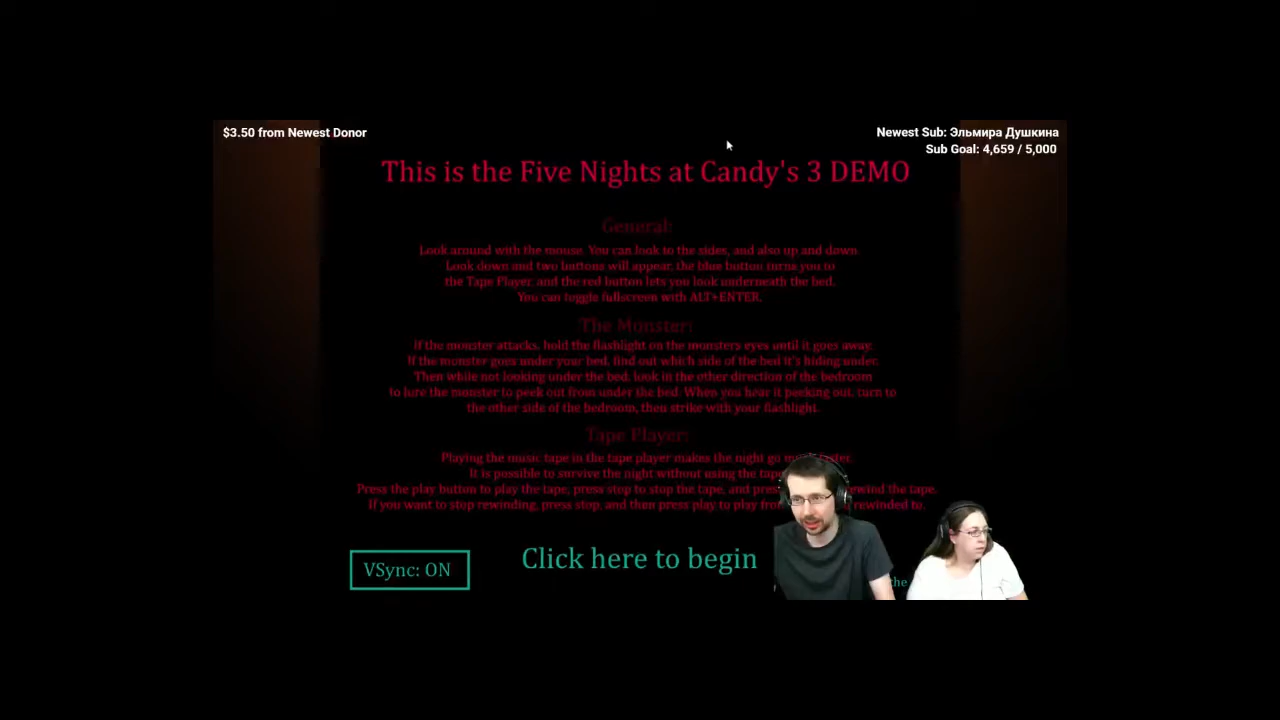 $3.50 from Newest Donor
Newest Sub: Эльмира Душкина
Sub Goal: 4,659 / 5,000
This is the Five Nights at Candy's 3 DEMO
General:
Look around with the mouse. You can look to the sides, and also up and down.
Look down and two buttons will appear, the blue button turns you to
the Tape Player, and the red button lets you look underneath the bed.
You can toggle fullscreen with ALT+ENTER.
The Monster:
If the monster attacks, hold the flashlight on the monsters eyes until it goes away.
If the monster goes under your bed, find out which side of the bed it's hiding under.
Then while not looking under the bed, look in the other direction of the bedroom
to lure the monster to peek out from under the bed. When you hear it peeking out, turn to
the other side of the bedroom, then strike with your flashlight.
Tape Player:
Playing the music tape in the tape player makes the night go faster.
It is possible to survive the night without using the
Press the play button to play the tape, press stop to stop the tape, and rewind the tape.
If you want to stop rewinding, press stop, and then press play to play rewinded to.
Click here to begin
VSync: ON
the